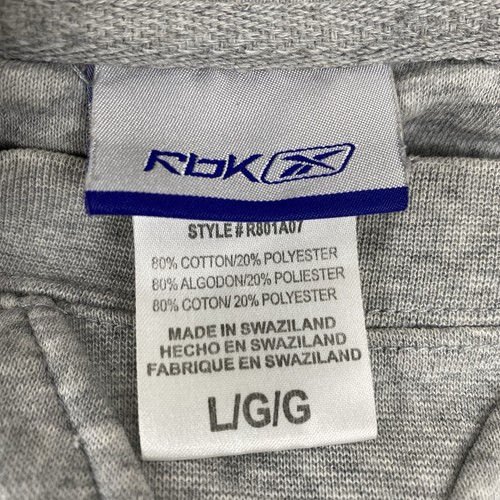 RbK
STYLE # R801A07
80% COTTON/20% POLYESTER
80% ALGODON/20% POLIESTER
80% COTON/ 20% POLYESTER
MADE IN SWAZILAND
HECHO EN SWAZILAND
FABRIQUE EN SWAZILAND
L/G/G